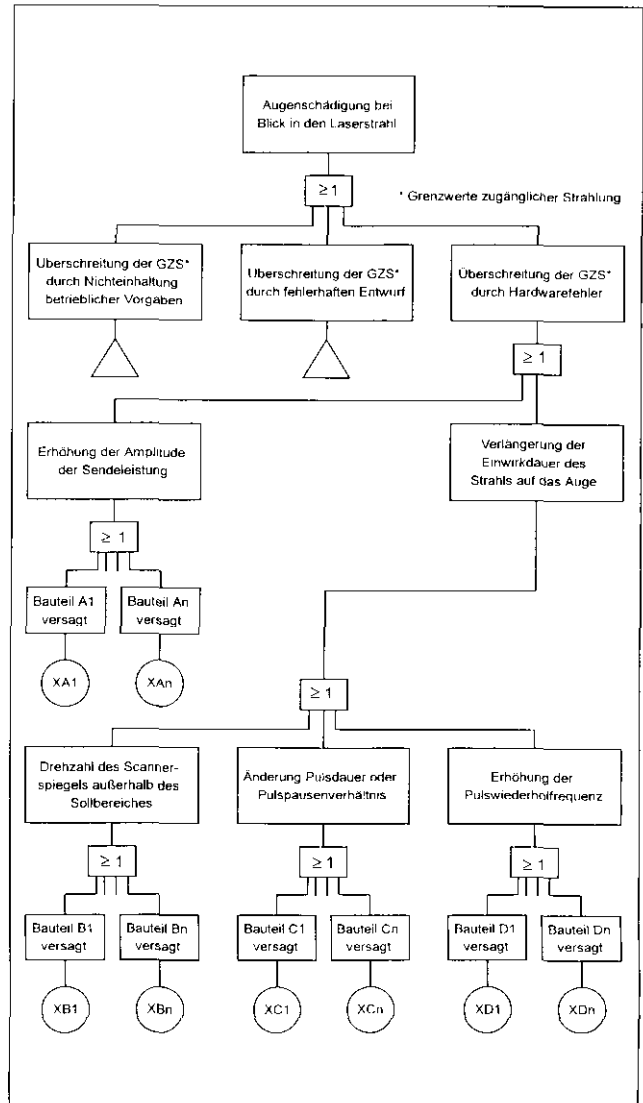 Augenschädigung bei
Blick in den Laserstrahl
≥ 1
* Grenzwerte zugänglicher Strahlung
Uberschreitung der GZS*
durch Nichteinhaltung
betrieblicher Vorgaben
Uberschreitung der GZS*
durch fehlerhaften Entwurf
Überschreitung der GZS*
durch Hardwarefehler
≥ 1
Erhöhung der Amplitude
der Sendeleistung
Verlängerung der
Einwirkdauer des
Strahls auf das Auge
≥ 1
Bauteil A1
versagt
Bauteil An
versagt
XA1
XAn
≥ 1
Drehzahl des Scanner-
spiegels außerhalb des
Sollbereiches
Änderung Pulsdauer oder
Pulspausenverhältnis
Erhöhung der
Pulswiederholfrequenz
≥ 1
≥ 1
≥ 1
Bauteil B1
versagt
Bauteil Bn
versagt
Bauteil C1
versagt
Bauteil Cn
versagt
Bauteil D1
versagt
Bauteil Dn
versagt
XB1
XBn
XC1
XCn
XD1
XDn